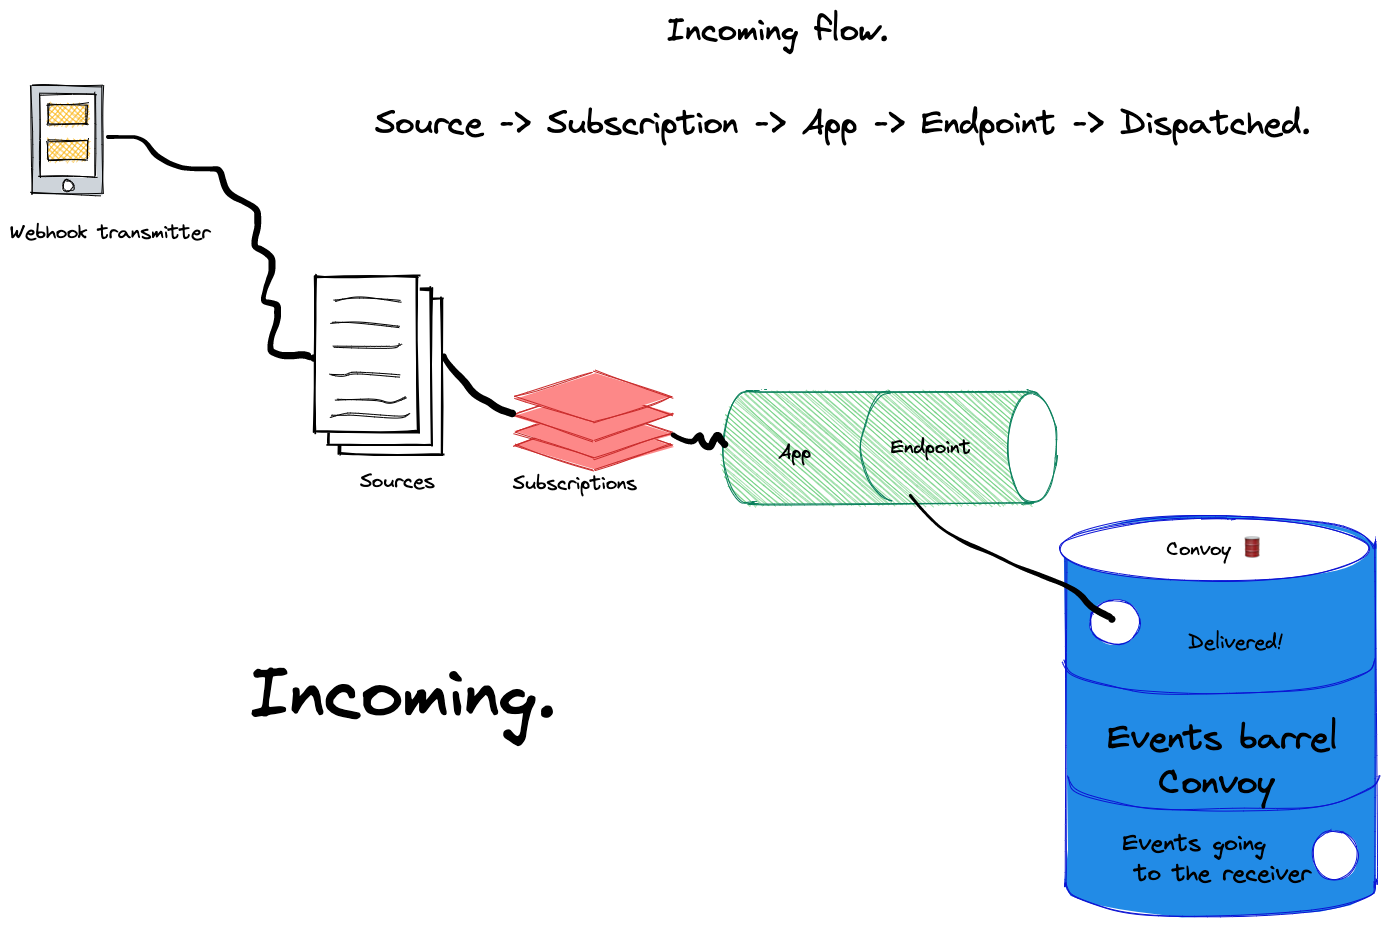 Incoming flow.
Source -> Subscription -> App -> Endpoint -> Dispatched.
Webhook transmitter
Sources
Subscriptions
App
Endpoint
Convoy
Delivered!
Incoming.
Events barrel
Convoy
Events going
to the receiver